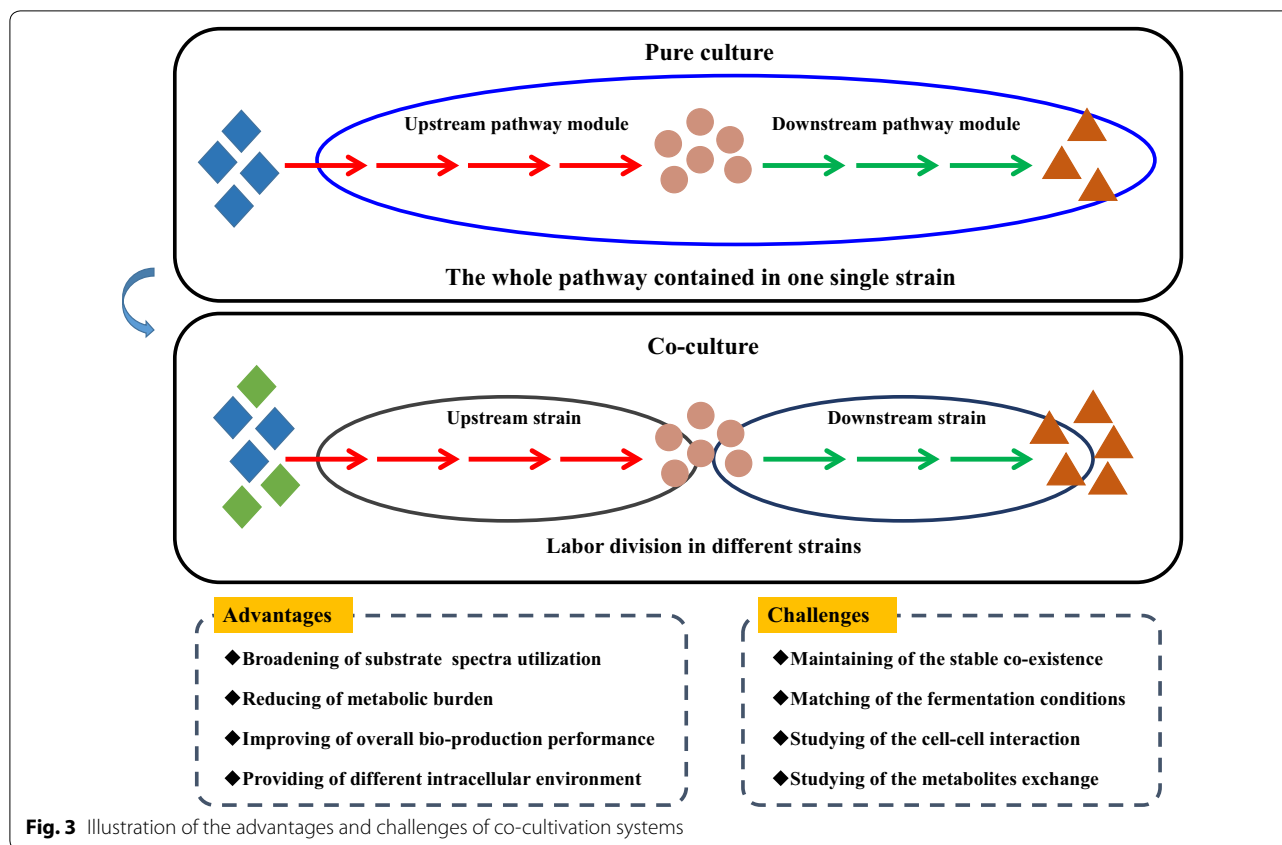 Pure culture
Upstream pathway module
Downstream pathway module
The whole pathway contained in one single strain
Co-culture
Upstream strain
Downstream strain
Labor division in different strains
Advantages
◆Broadening of substrate spectra utilization
◆Reducing of metabolic burden
◆Improving of overall bio-production performance
◆Providing of different intracellular environment
Challenges
◆Maintaining of the stable co-existence
◆Matching of the fermentation conditions
◆Studying of the cell-cell interaction
◆Studying of the metabolites exchange
Fig. 3 Illustration of the advantages and challenges of co-cultivation systems